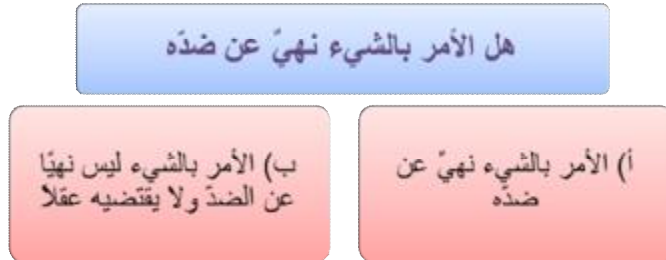 هل الأمر بالشيء نهيٌ عن ضدّه
أ) الأمر بالشيء نهيٌ عن
ضدّه
ب) الأمر بالشيء ليس نهيًا
عن الضدّ ولا يقتضيه عقلاً